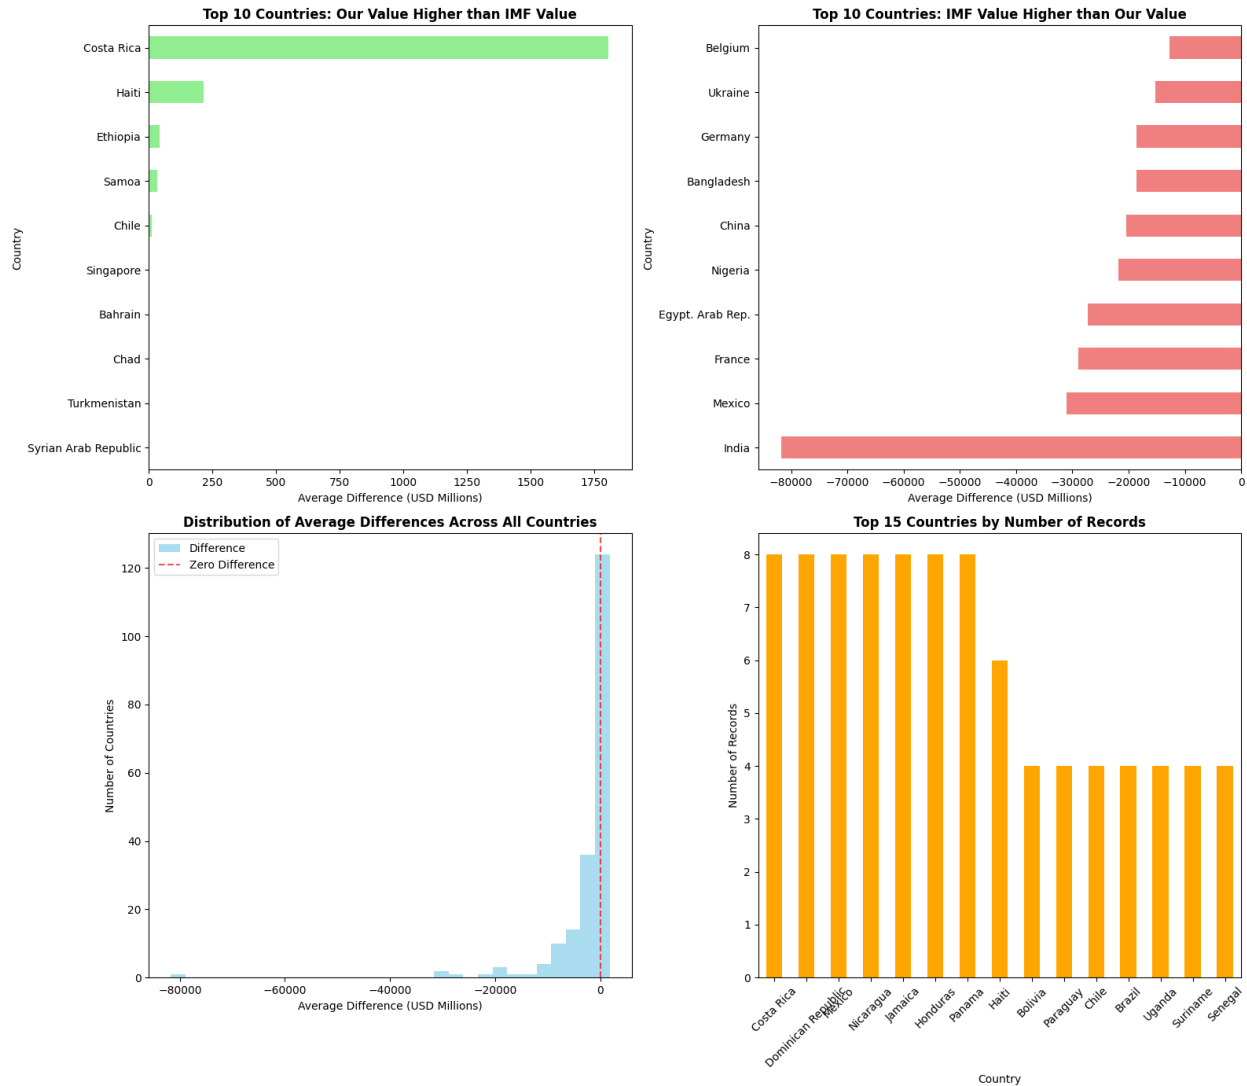 Top 10 Countries: Our Value Higher than IMF Value
Country
Costa Rica
Haiti
Ethiopia
Samoa
Chile
Singapore
Bahrain
Chad
Turkmenistan
Syrian Arab Republic
0 250 500 750 1000 1250 1500 1750
Average Difference (USD Millions)
Top 10 Countries: IMF Value Higher than Our Value
Country
Belgium
Ukraine
Germany
Bangladesh
China
Nigeria
Egypt. Arab Rep.
France
Mexico
India
−80000 −70000 −60000 −50000 −40000 −30000 −20000 −10000 0
Average Difference (USD Millions)
Distribution of Average Differences Across All Countries
Difference
Zero Difference
Number of Countries
120
100
80
60
40
20
0
−80000 −60000 −40000 −20000 0
Average Difference (USD Millions)
Top 15 Countries by Number of Records
Number of Records
8
7
6
5
4
3
2
1
0
Costa Rica
Dominican Republic
Mexico
Nicaragua
Jamaica
Honduras
Panama
Haiti
Bolivia
Paraguay
Chile
Brazil
Uganda
Suriname
Senegal
Country